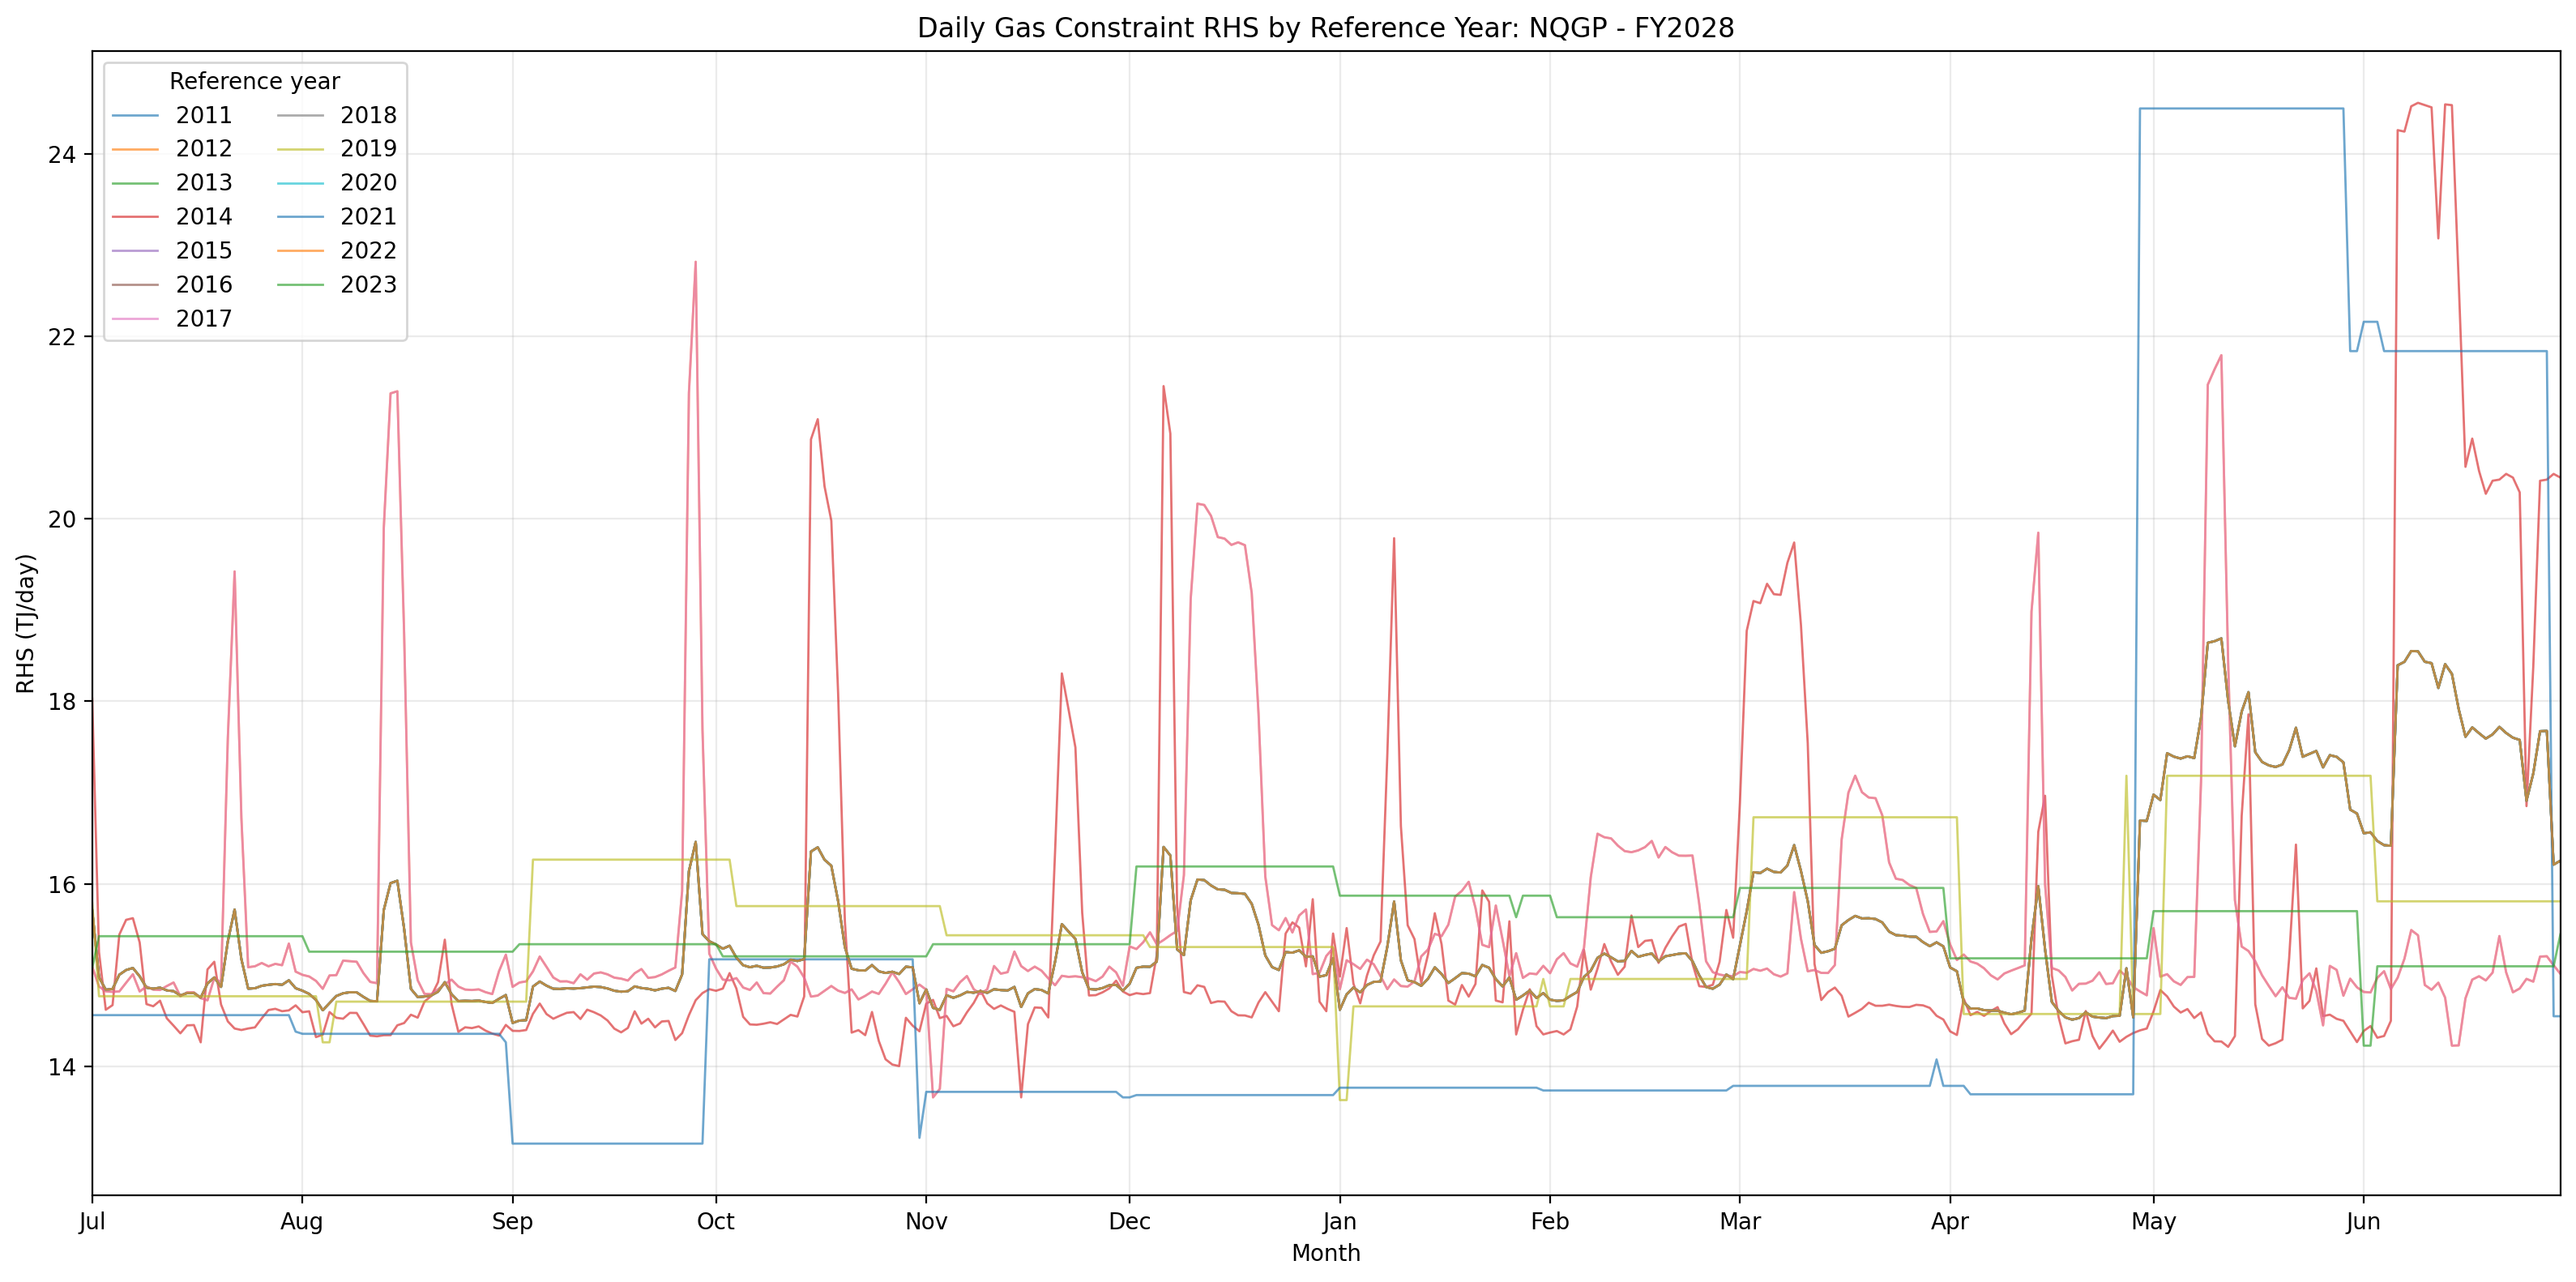 Daily Gas Constraint RHS by Reference Year: NQGP - FY2028
Reference year
2011
2012
2013
2014
2015
2016
2017
2018
2019
2020
2021
2022
2023
RHS (TJ/day)
24
22
20
18
16
14
Jul
Aug
Sep
Oct
Nov
Dec
Jan
Feb
Mar
Apr
May
Jun
Month